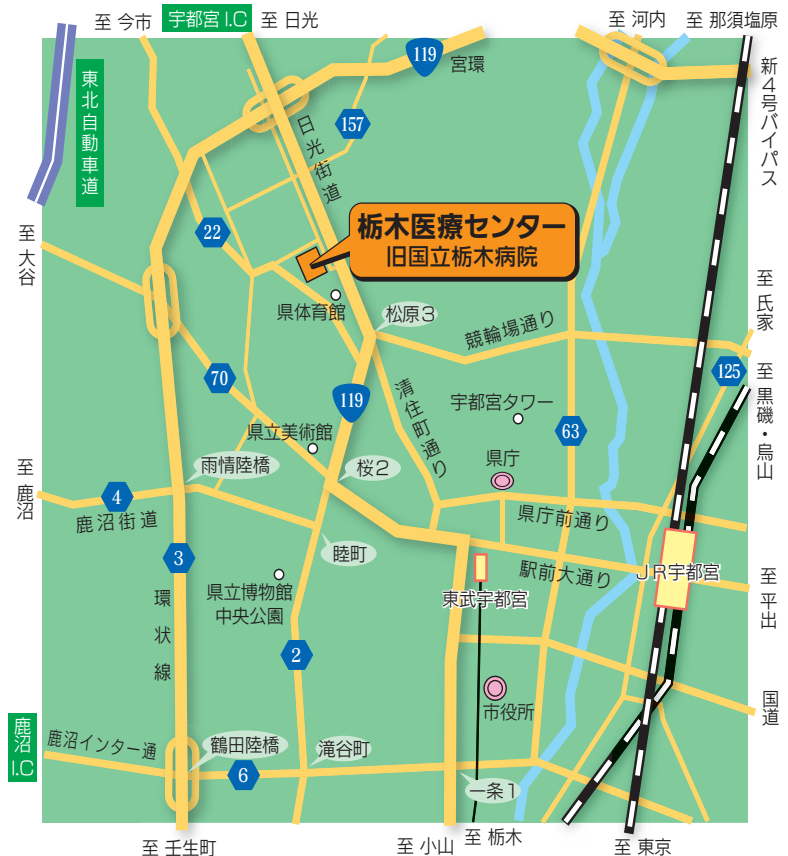 至 今市
宇都宮 I.C
至 日光
至 河内
至 那須塩原
東北自動車道
119
宮環
新4号バイパス
157
日光街道
22
栃木医療センター
旧国立栃木病院
至 大谷
至 氏家
県体育館
松原3
競輪場通り
125
至 黒磯・烏山
70
119
清住町通り
宇都宮タワー
63
県立美術館
県庁
雨情陸橋
桜2
至 鹿沼
4
鹿沼街道
県庁前通り
3
睦町
駅前大通り
JR宇都宮
至 平出
環状線
県立博物館
中央公園
東武宇都宮
2
市役所
国道
鹿沼 I.C
鹿沼インター通
鶴田陸橋
滝谷町
6
一条1
至 壬生町
至 小山
至 栃木
至 東京